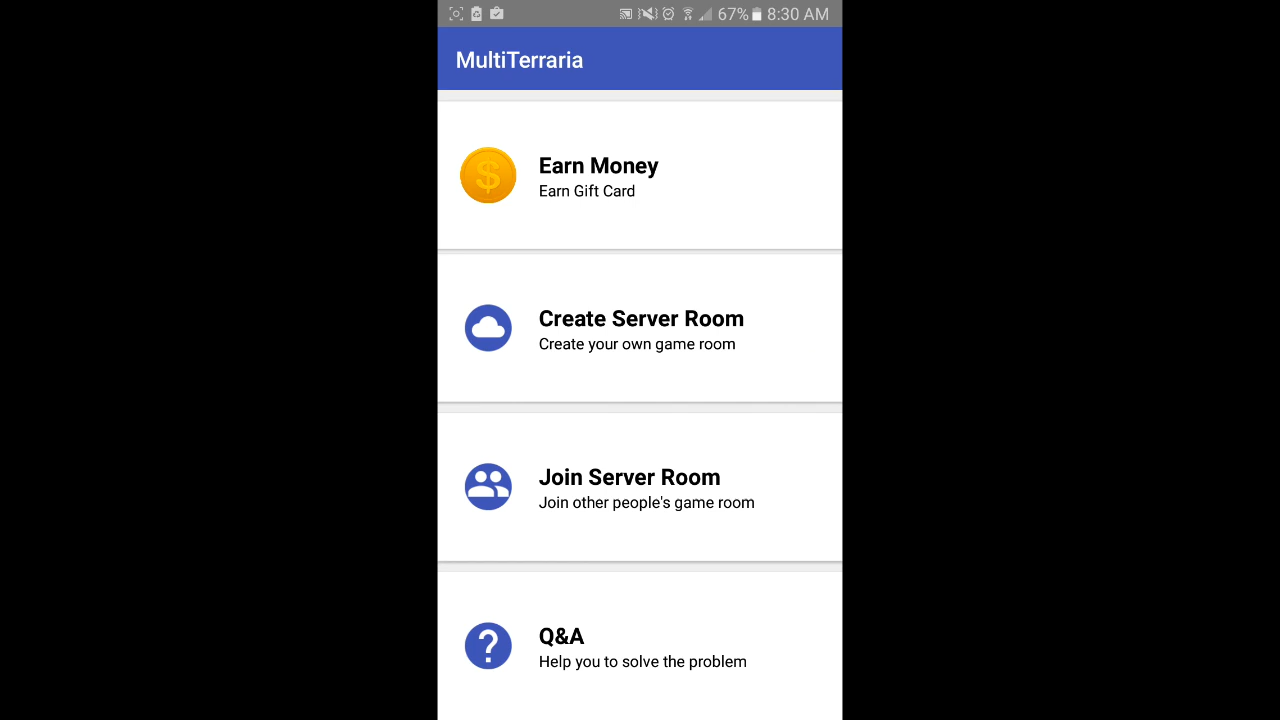 67% 8:30 AM
MultiTerraria
$
Earn Money
Earn Gift Card
Create Server Room
Create your own game room
Join Server Room
Join other people's game room
?
Q&A
Help you to solve the problem